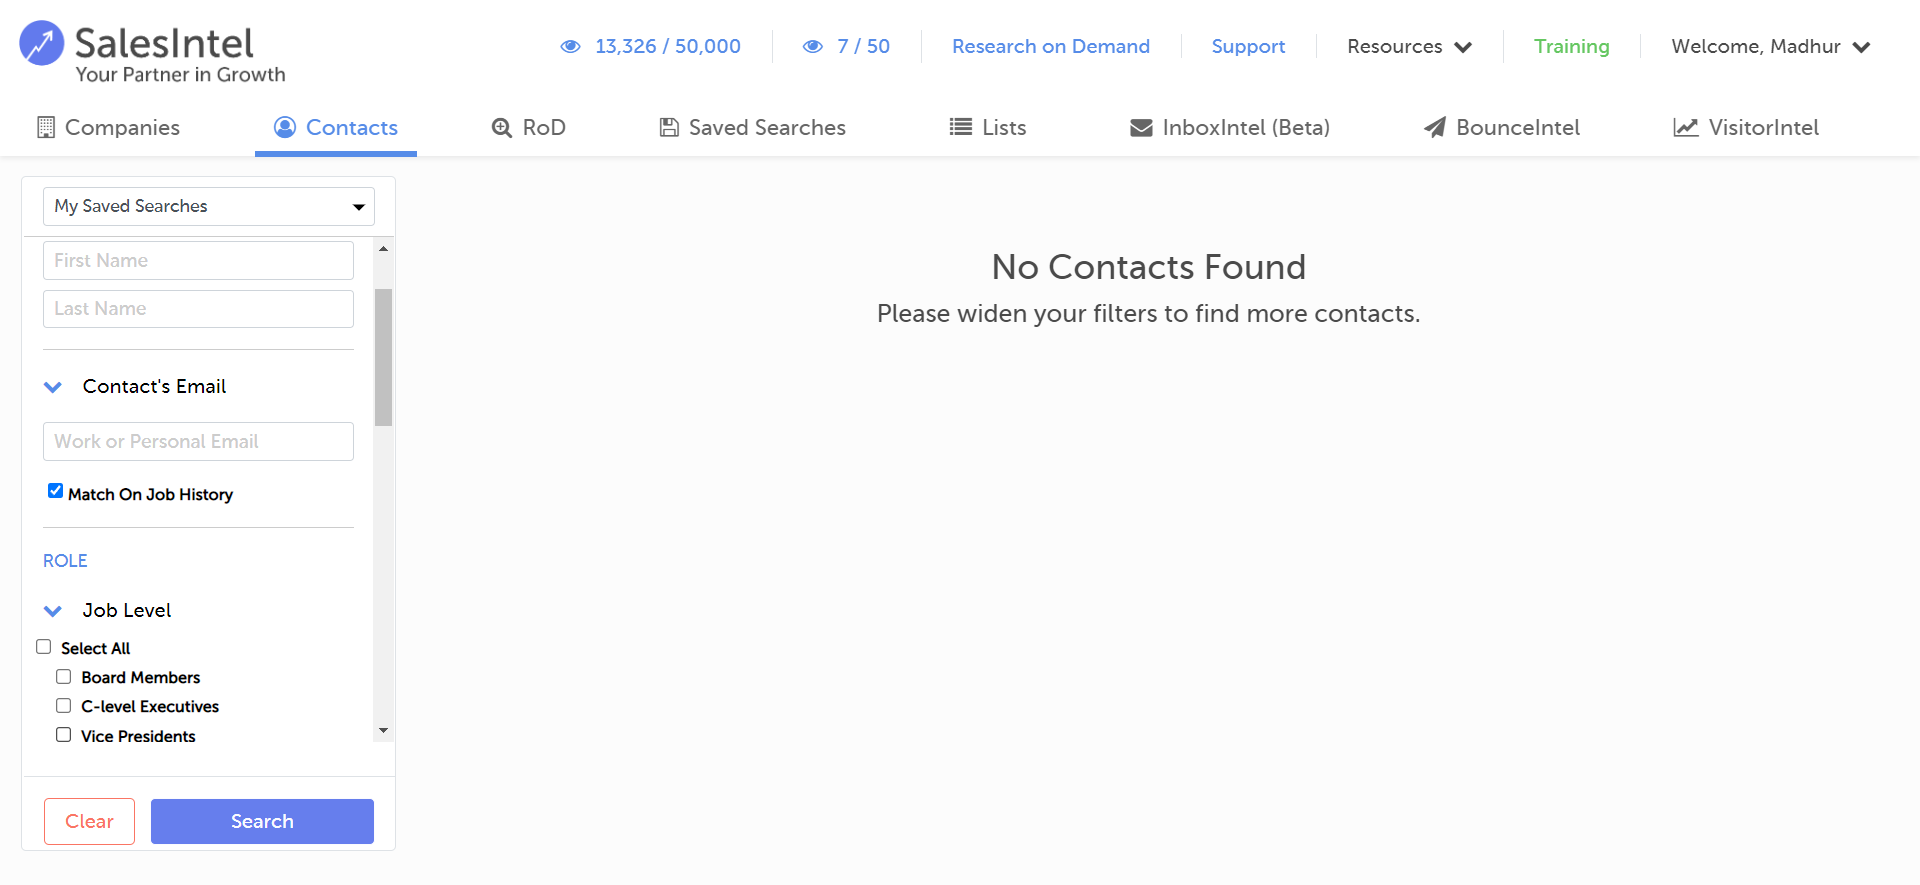 SalesIntel
Your Partner in Growth
13,326 / 50,000
7 / 50
Research on Demand
Support
Resources
Training
Welcome, Madhur
Companies
Contacts
RoD
Saved Searches
Lists
InboxIntel (Beta)
BounceIntel
VisitorIntel
My Saved Searches
First Name
Last Name
Contact's Email
Work or Personal Email
Match On Job History
ROLE
Job Level
Select All
Board Members
C-level Executives
Vice Presidents
Clear
Search
No Contacts Found
Please widen your filters to find more contacts.